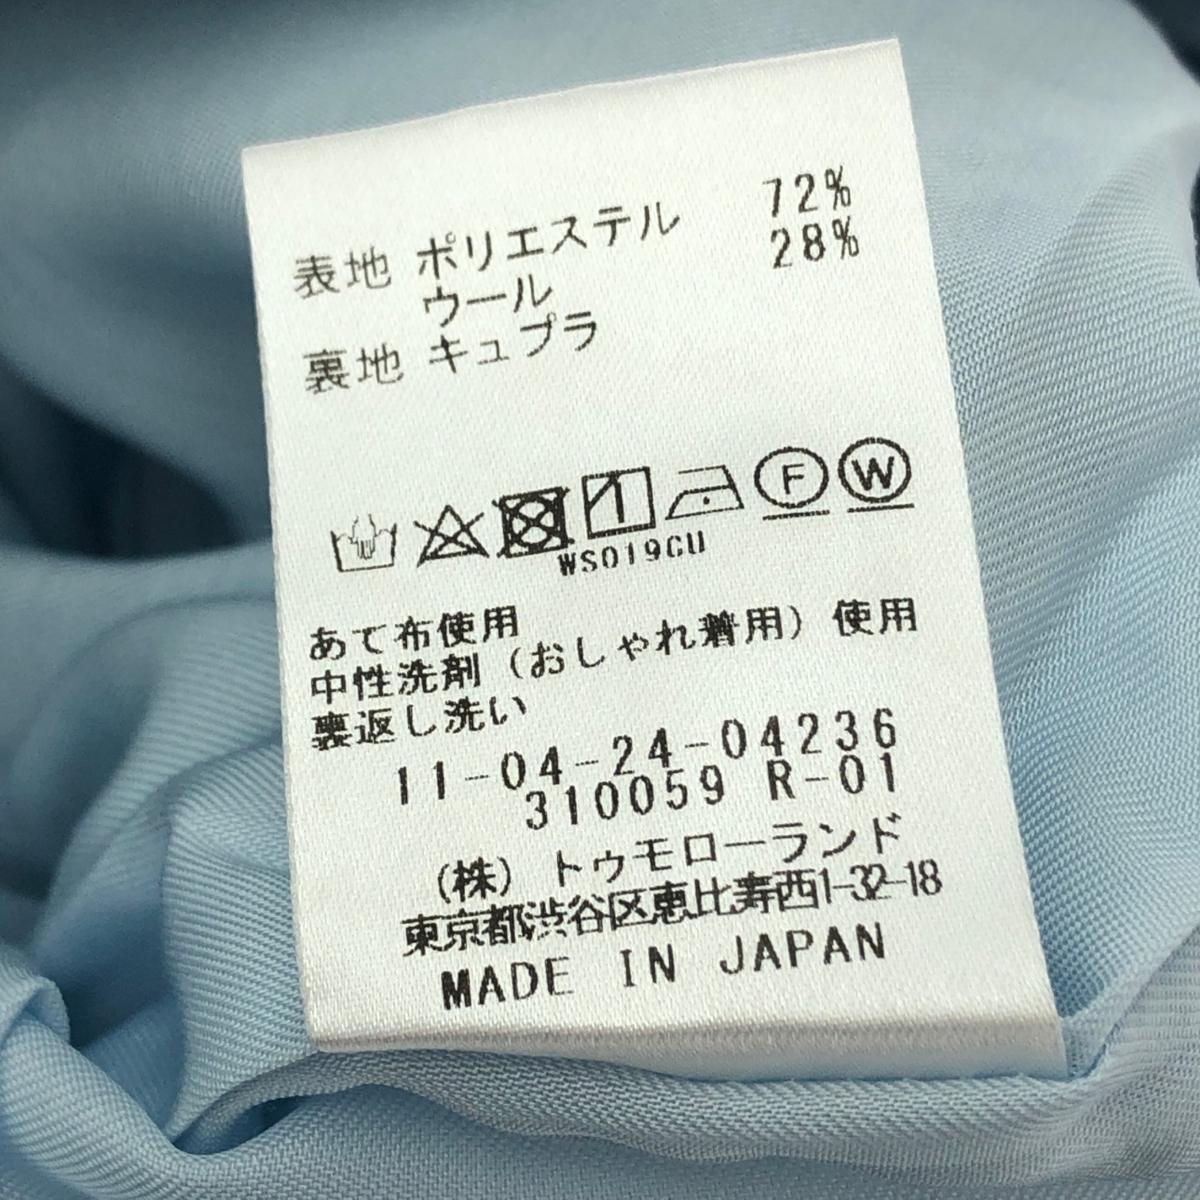 表地 ポリエステル 72%
ウール 28%
裏地 キュプラ
F W
WS019CU
あて布使用
中性洗剤（おしゃれ着用）使用
裏返し洗い
11-04-24-04236
310059 R-01
（株）トゥモローランド
東京都渋谷区恵比寿西1-32-18
MADE IN JAPAN